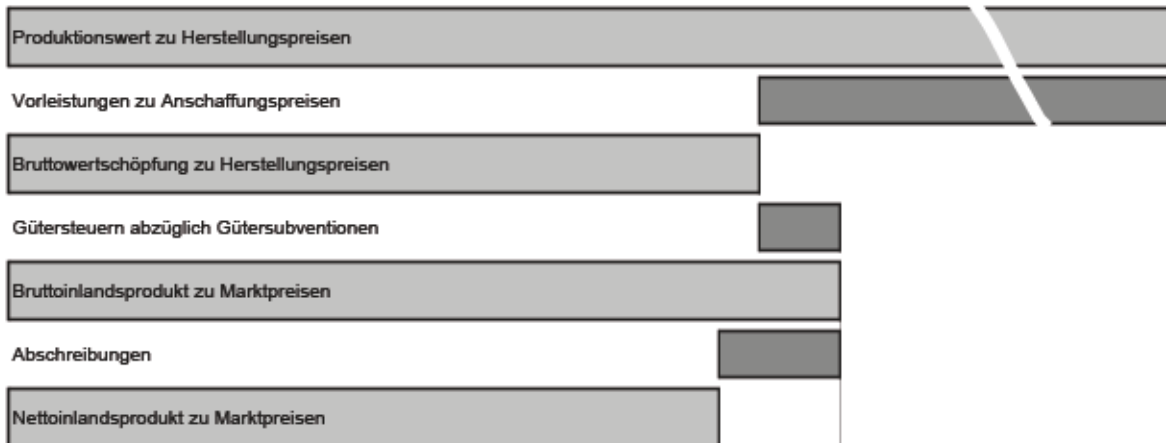 Produktionswert zu Herstellungspreisen
Vorleistungen zu Anschaffungspreisen
Bruttowertschöpfung zu Herstellungspreisen
Gütersteuern abzüglich Gütersubventionen
Bruttoinlandsprodukt zu Marktpreisen
Abschreibungen
Nettoinlandsprodukt zu Marktpreisen